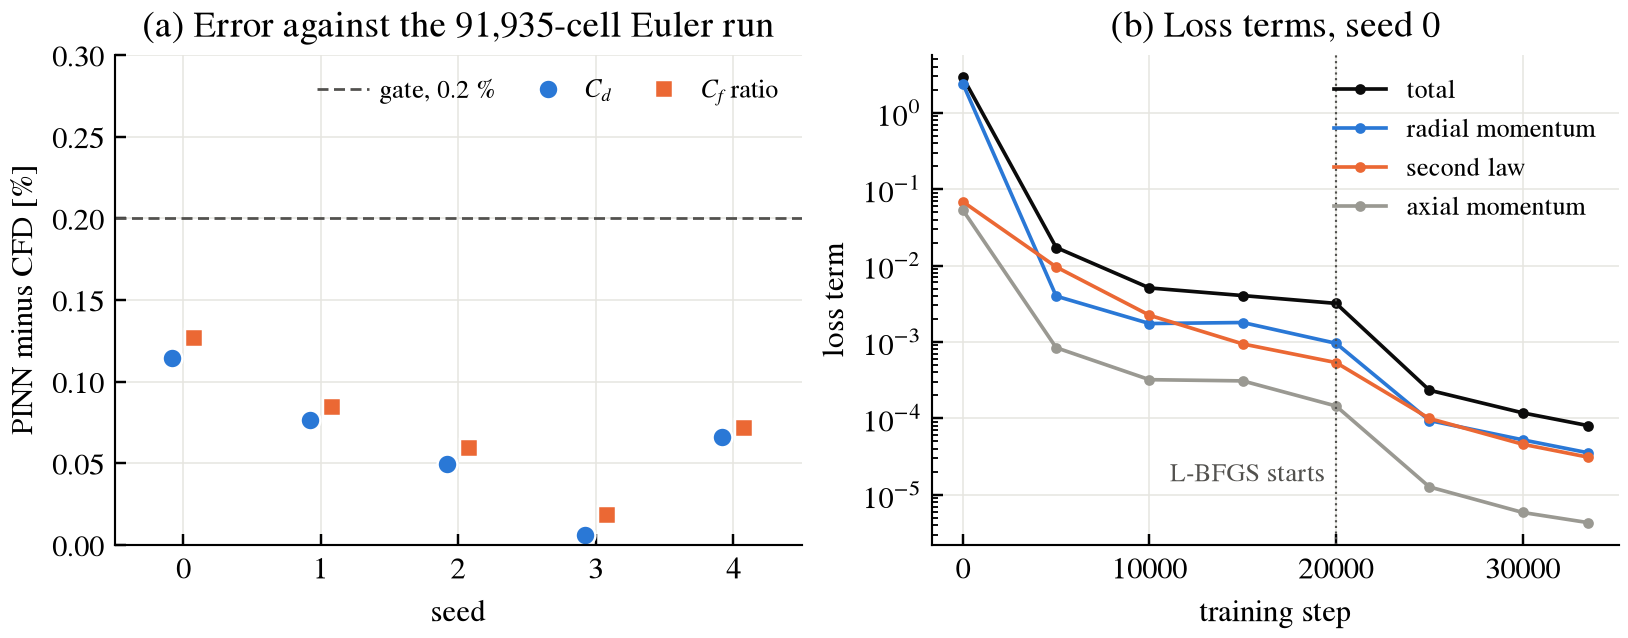 (a) Error against the 91,935-cell Euler run
PINN minus CFD [%]
0.30
0.25
0.20
0.15
0.10
0.05
0.00
gate, 0.2 %
C_d
C_f ratio
0 1 2 3 4
seed
(b) Loss terms, seed 0
loss term
10^0
10^−1
10^−2
10^−3
10^−4
10^−5
total
radial momentum
second law
axial momentum
L-BFGS starts
0 10000 20000 30000
training step